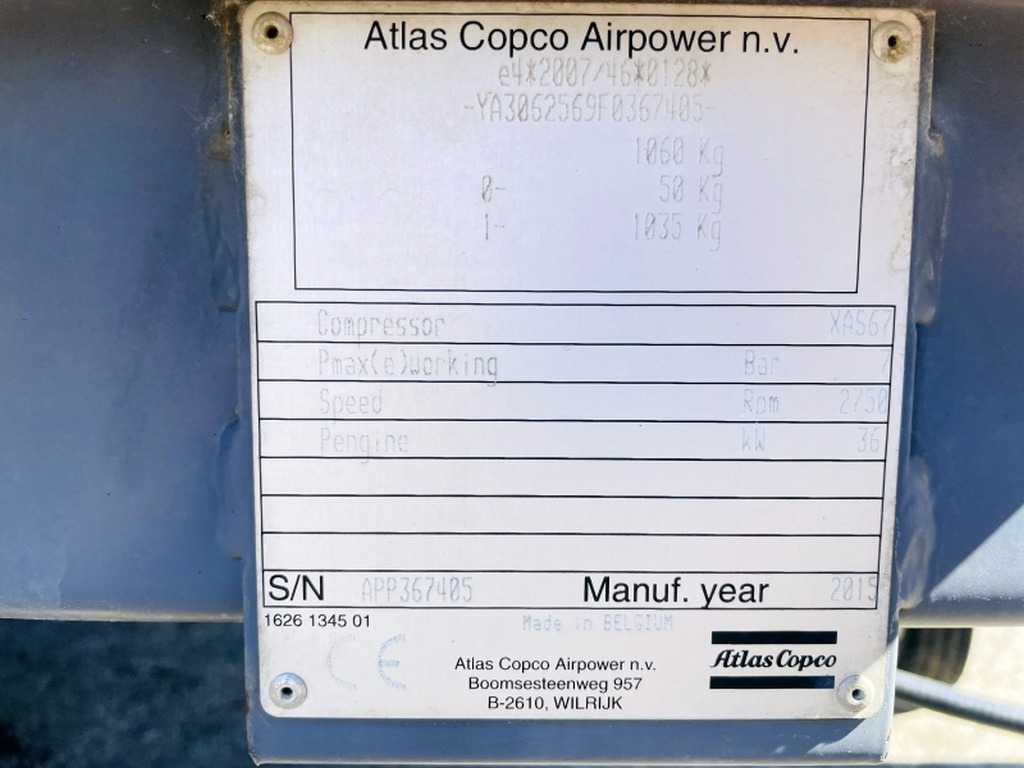 Atlas Copco Airpower n.v.
e4*2007/46*0128*
-YA3062569F0367405-
1060 Kg
0- 50 Kg
1- 1035 Kg
Compressor XAS67
Pmax(e)working Bar 7
Speed Rpm 2750
Pengine kW 36
S/N APP367405 Manuf. year 2015
1626 1345 01
Made in BELGIUM
CE
Atlas Copco Airpower n.v.
Boomsesteenweg 957
B-2610, WILRIJK
Atlas Copco